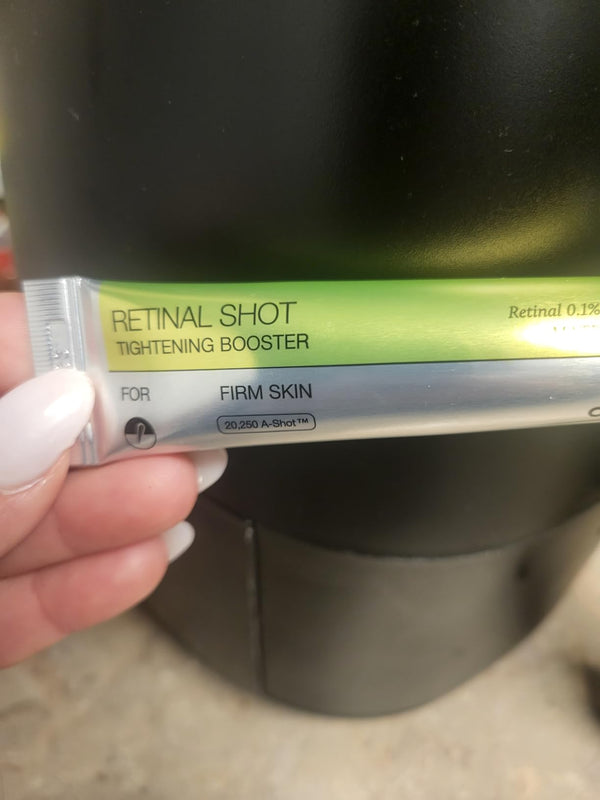 RETINAL SHOT
TIGHTENING BOOSTER
Retinal 0.1%
FOR FIRM SKIN
20,250 A-Shot™